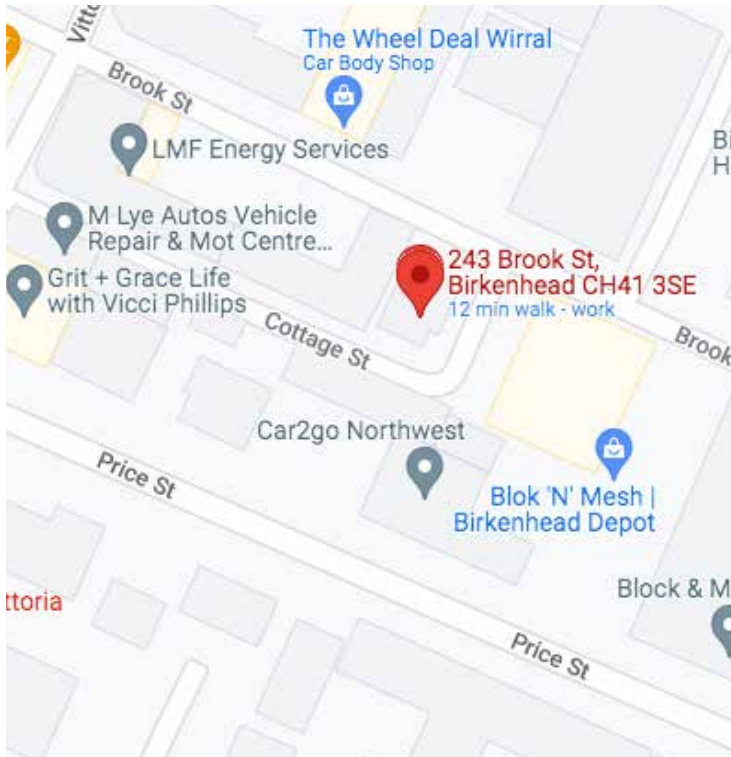 Vitto
Brook St
The Wheel Deal Wirral
Car Body Shop
LMF Energy Services
Bi
H
M Lye Autos Vehicle
Repair & Mot Centre...
Grit + Grace Life
with Vicci Phillips
243 Brook St,
Birkenhead CH41 3SE
12 min walk - work
Cottage St
Brook
Car2go Northwest
Price St
Blok 'N' Mesh |
Birkenhead Depot
Block & M
ttoria
Price St